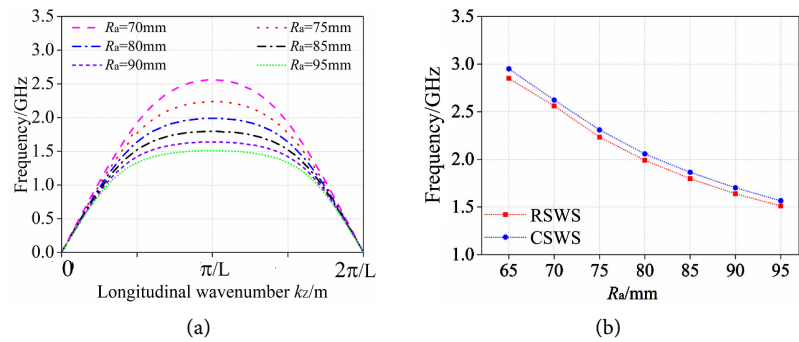 (a)
3.5
3.0
2.5
2.0
1.5
1.0
0.5
0.0
Frequency/GHz
Ra=70mm
Ra=75mm
Ra=80mm
Ra=85mm
Ra=90mm
Ra=95mm
0
π/L
2π/L
Longitudinal wavenumber kz/m
(a)
(b)
3.5
3.0
2.5
2.0
1.5
1.0
Frequency/GHz
RSWS
CSWS
65 70 75 80 85 90 95
Ra/mm
(b)